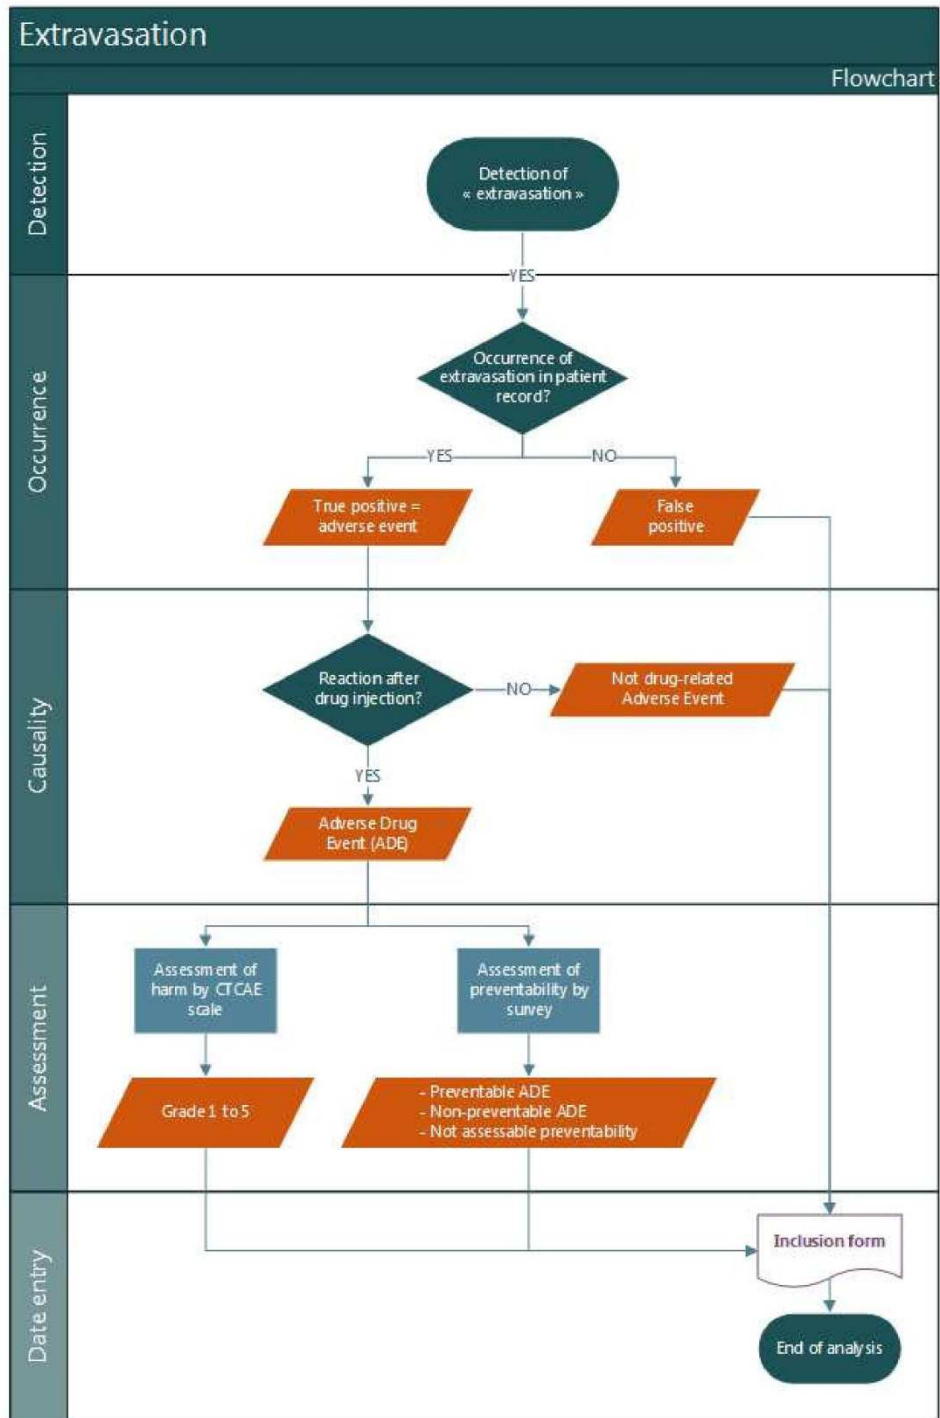 Extravasation
Flowchart
Detection
Detection of
« extravasation »
YES
Occurrence
Occurrence of
extravasation in patient
record?
YES
NO
True positive =
adverse event
False
positive
Causality
Reaction after
drug injection?
NO
Not drug-related
Adverse Event
YES
Adverse Drug
Event (ADE)
Assessment
Assessment of
harm by CTCAE
scale
Assessment of
preventability by
survey
Grade 1 to 5
- Preventable ADE
- Non-preventable ADE
- Not assessable preventability
Date entry
Inclusion form
End of analysis